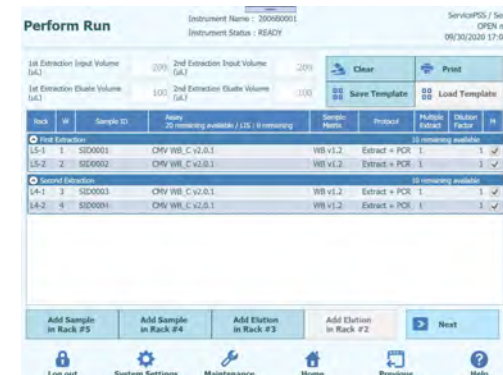 Perform Run
Instrument Name : 2006B0001
Instrument Status : READY
ServicePSS / Se
OPEN m
09/30/2020 17:0
1st Extraction Input Volume (uL) 200 2nd Extraction Input Volume (uL) 200
Clear
Print
1st Extraction Eluate Volume (uL) 100 2nd Extraction Eluate Volume (uL) 100
Save Template
Load Template
Rack W Sample ID Assay Sample Matrix Protocol Multiple Extract Dilution Factor M
20 remaining available / LIS : 0 remaining
First Extraction 10 remaining available
L5-1 1 SID0001 CMV WB_C v2.0.1 WB v1.2 Extract + PCR 1 1
L5-2 2 SID0002 CMV WB_C v2.0.1 WB v1.2 Extract + PCR 1 1
Second Extraction 10 remaining available
L4-1 3 SID0003 CMV WB_C v2.0.1 WB v1.2 Extract + PCR 1 1
L4-2 4 SID0004 CMV WB_C v2.0.1 WB v1.2 Extract + PCR 1 1
Add Sample in Rack #5
Add Sample in Rack #4
Add Elution in Rack #3
Add Elution in Rack #2
Next
Log out
System Settings
Maintenance
Home
Previous
Help